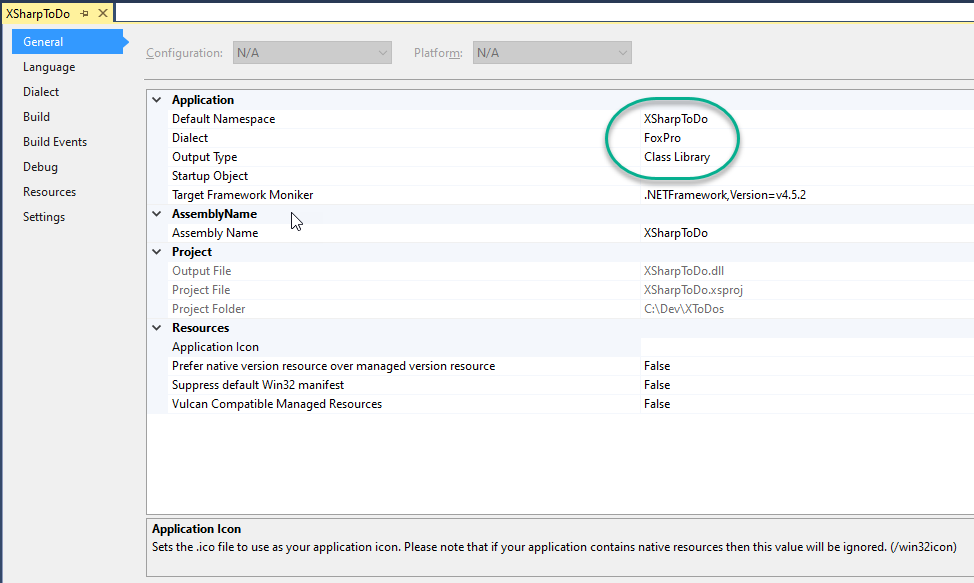 XSharpToDo
General
Language
Dialect
Build
Build Events
Debug
Resources
Settings
Configuration: N/A Platform: N/A
Application
Default Namespace XSharpToDo
Dialect FoxPro
Output Type Class Library
Startup Object
Target Framework Moniker .NETFramework,Version=v4.5.2
AssemblyName
Assembly Name XSharpToDo
Project
Output File XSharpToDo.dll
Project File XSharpToDo.xsproj
Project Folder C:\Dev\XToDos
Resources
Application Icon
Prefer native version resource over managed version resource False
Suppress default Win32 manifest False
Vulcan Compatible Managed Resources False
Application Icon
Sets the .ico file to use as your application icon. Please note that if your application contains native resources then this value will be ignored. (/win32icon)